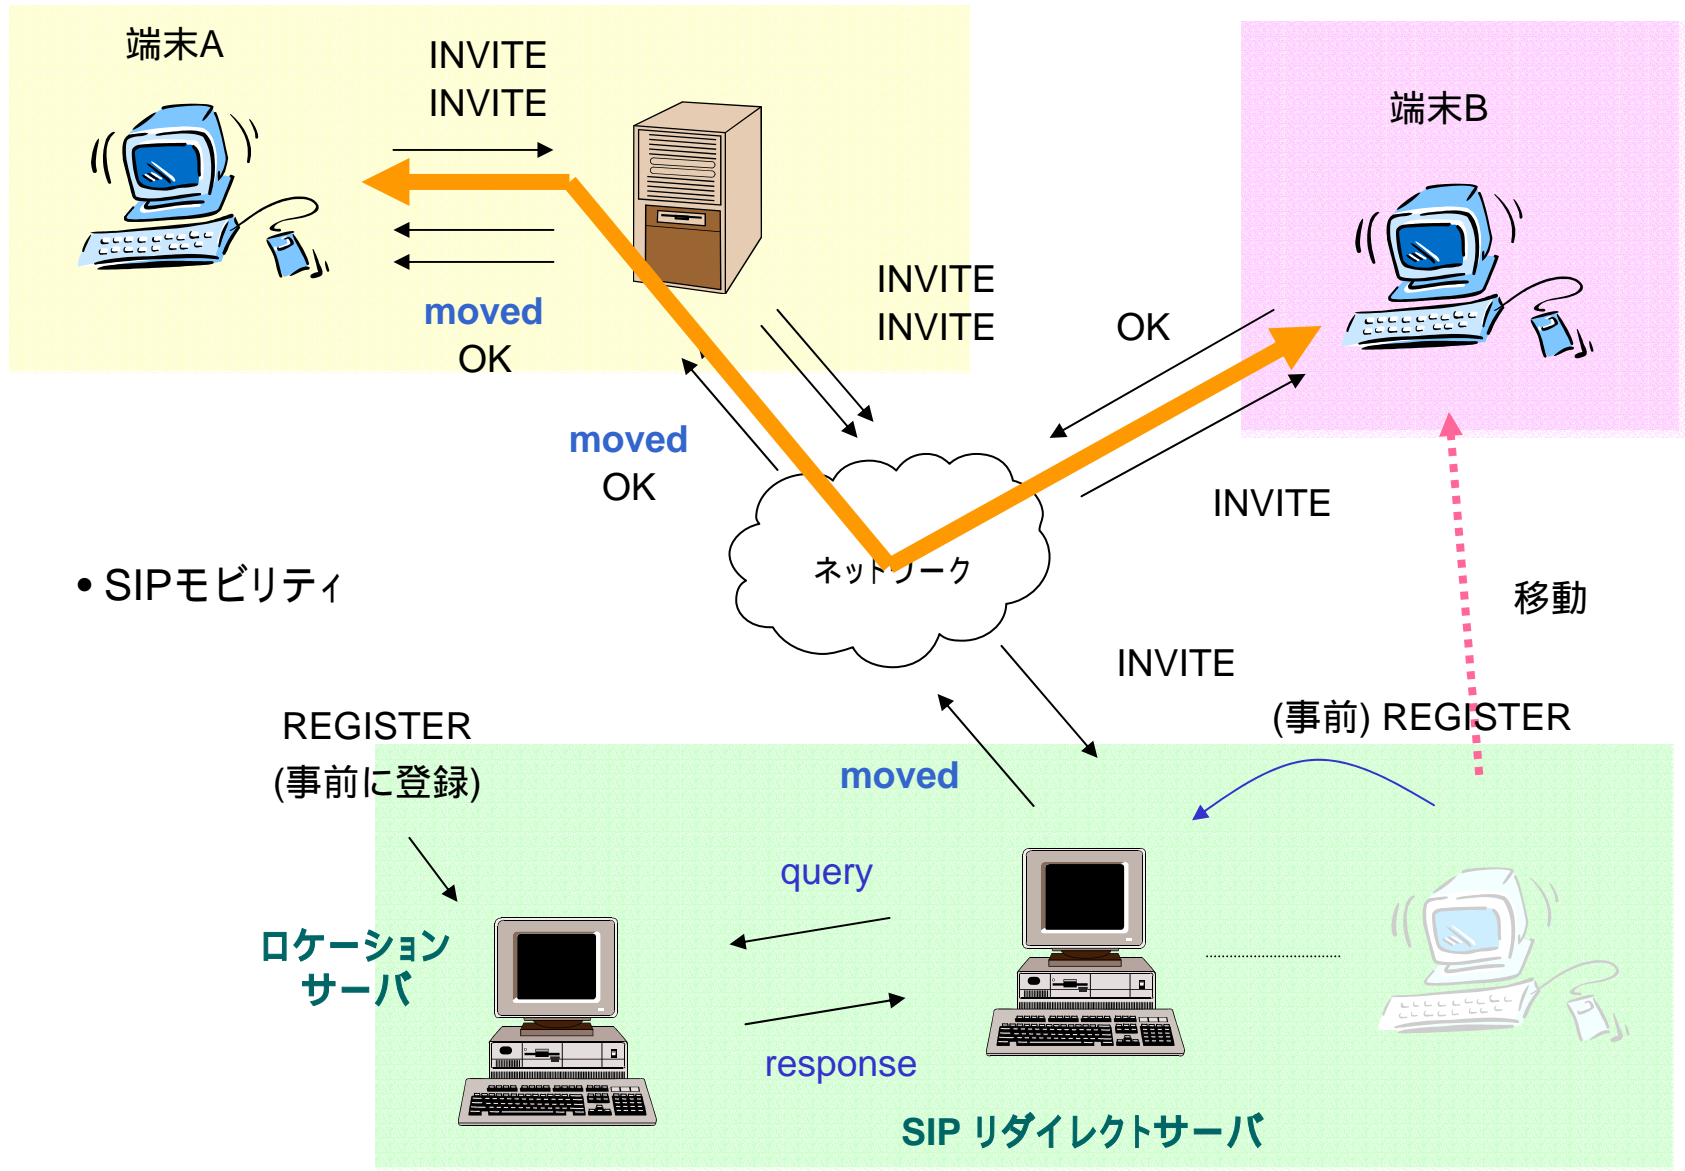 端末A
INVITE
INVITE
端末B
moved
OK
INVITE
INVITE
OK
moved
OK
INVITE
ネットワーク
• SIPモビリティ
移動
INVITE
REGISTER
(事前に登録)
(事前) REGISTER
moved
query
ロケーション
サーバ
response
SIP リダイレクトサーバ